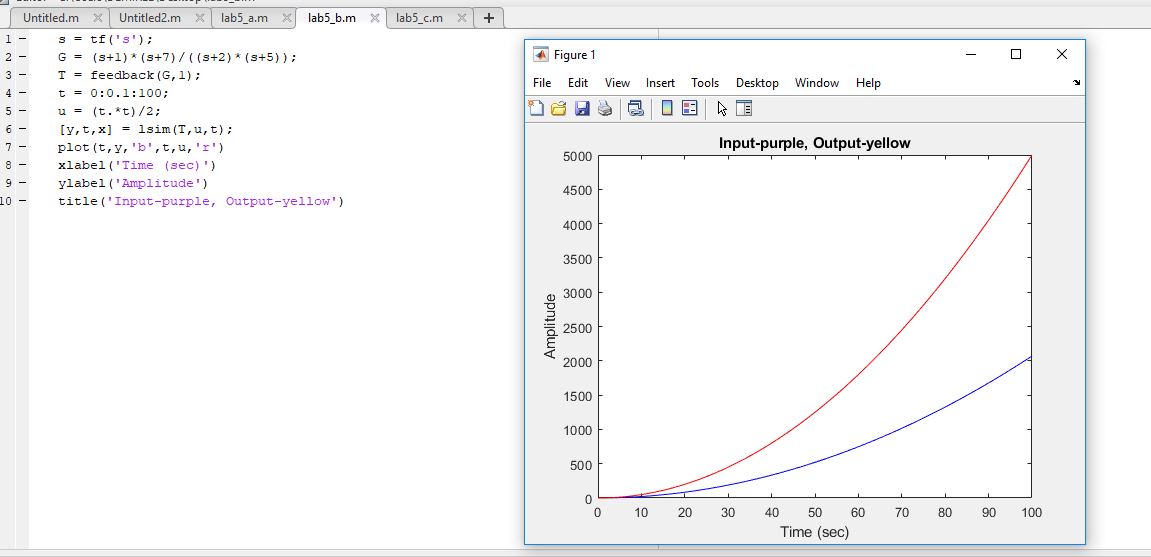 Untitled.m Untitled2.m lab5_a.m lab5_b.m lab5_c.m
1 s = tf('s');
2 G = (s+1)*(s+7)/((s+2)*(s+5));
3 T = feedback(G,1);
4 t = 0:0.1:100;
5 u = (t.*t)/2;
6 [y,t,x] = lsim(T,u,t);
7 plot(t,y,'b',t,u,'r')
8 xlabel('Time (sec)')
9 ylabel('Amplitude')
10 title('Input-purple, Output-yellow')
Figure 1
File Edit View Insert Tools Desktop Window Help
Input-purple, Output-yellow
5000
4500
4000
3500
3000
2500
2000
1500
1000
500
0
Amplitude
0 10 20 30 40 50 60 70 80 90 100
Time (sec)